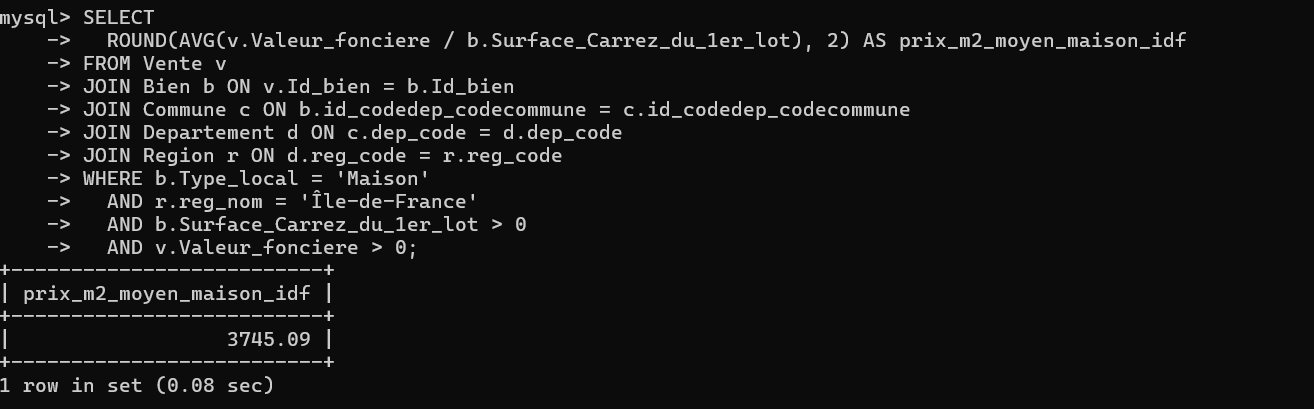 mysql> SELECT
    ->   ROUND(AVG(v.Valeur_fonciere / b.Surface_Carrez_du_1er_lot), 2) AS prix_m2_moyen_maison_idf
    -> FROM Vente v
    -> JOIN Bien b ON v.Id_bien = b.Id_bien
    -> JOIN Commune c ON b.id_codedep_codecommune = c.id_codedep_codecommune
    -> JOIN Departement d ON c.dep_code = d.dep_code
    -> JOIN Region r ON d.reg_code = r.reg_code
    -> WHERE b.Type_local = 'Maison'
    ->   AND r.reg_nom = 'Île-de-France'
    ->   AND b.Surface_Carrez_du_1er_lot > 0
    ->   AND v.Valeur_fonciere > 0;
+--------------------------+
| prix_m2_moyen_maison_idf |
+--------------------------+
|                  3745.09 |
+--------------------------+
1 row in set (0.08 sec)